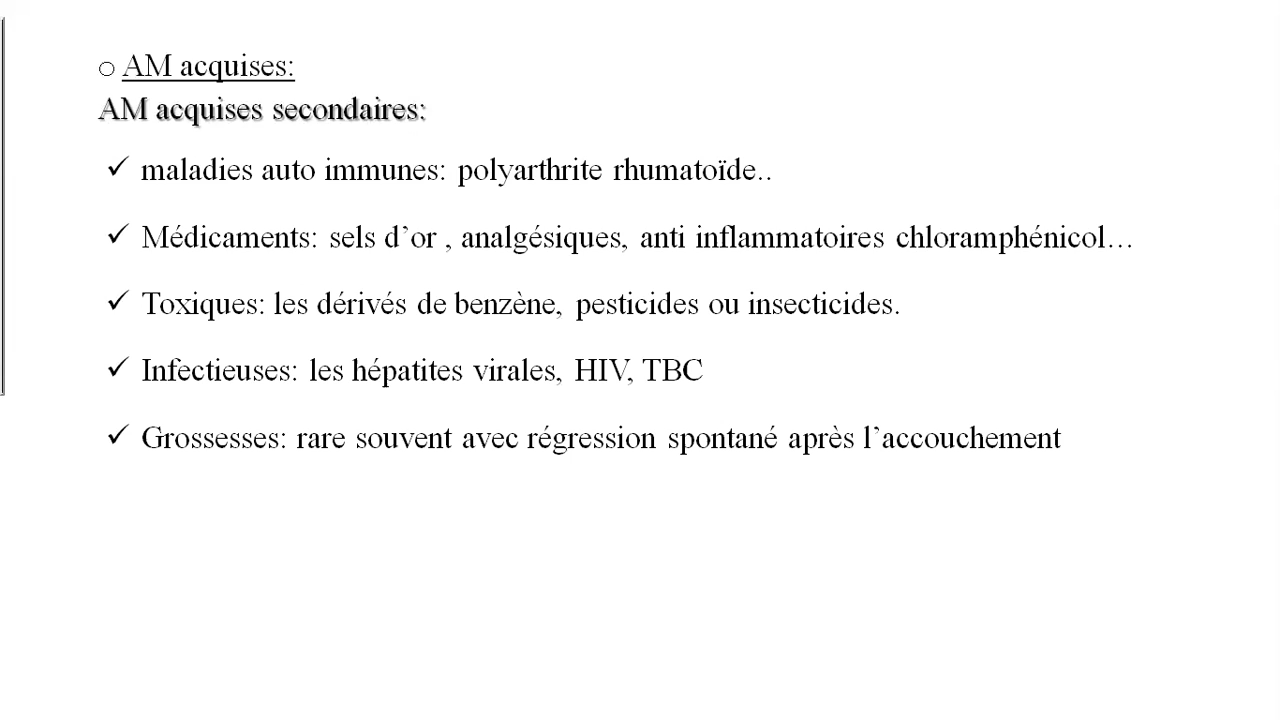 o AM acquises:
AM acquises secondaires:
✓ maladies auto immunes: polyarthrite rhumatoïde..
✓ Médicaments: sels d’or , analgésiques, anti inflammatoires chloramphénicol…
✓ Toxiques: les dérivés de benzène, pesticides ou insecticides.
✓ Infectieuses: les hépatites virales, HIV, TBC
✓ Grossesses: rare souvent avec régression spontané après l’accouchement